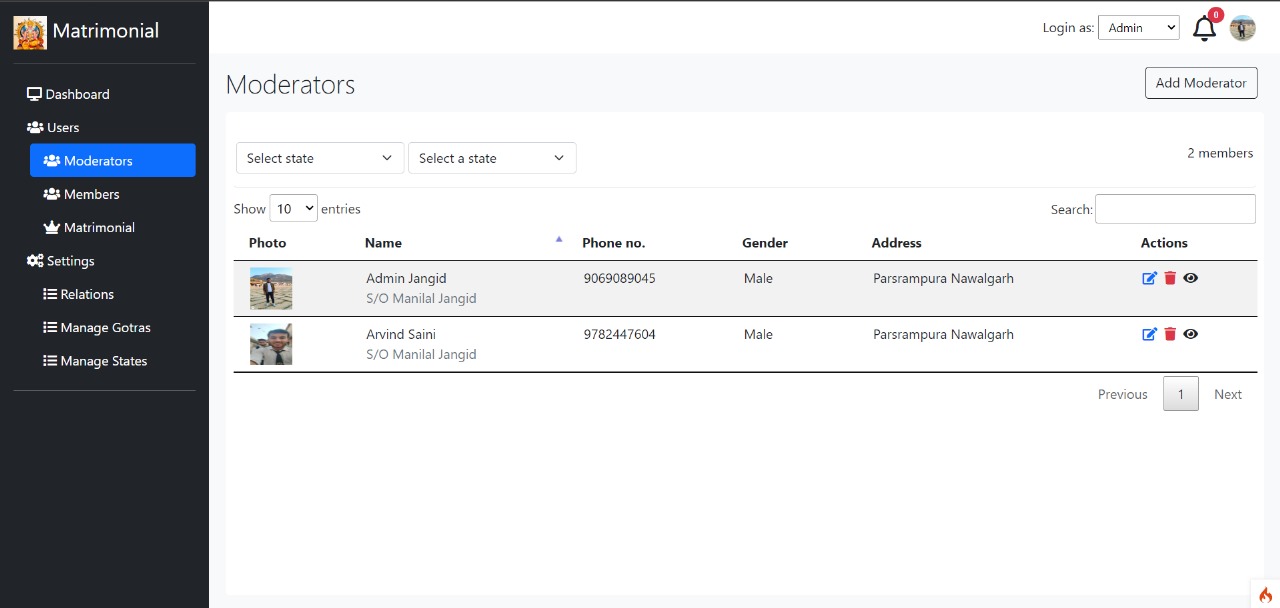 Matrimonial
Login as: Admin
0
Dashboard
Users
Moderators
Members
Matrimonial
Settings
Relations
Manage Gotras
Manage States
Moderators
Add Moderator
Select state
Select a state
2 members
Show 10 entries
Search:
Photo Name Phone no. Gender Address Actions
Admin Jangid 9069089045 Male Parsrampura Nawalgarh
S/O Manilal Jangid
Arvind Saini 9782447604 Male Parsrampura Nawalgarh
S/O Manilal Jangid
Previous 1 Next